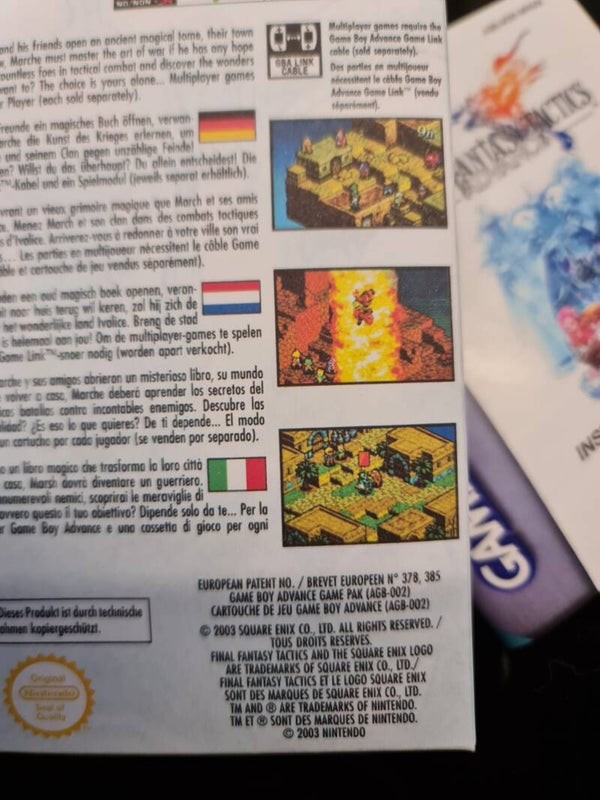 and his friends open an ancient magical tome, their town
Marche must master the art of war if he has any hope
countless foes in tactical combat and discover the wonders
want to? The choice is yours alone... Multiplayer games
Player (each sold separately).
GBA LINK
CABLE
Multiplayer games require the
Game Boy Advance Game Link
cable (sold separately).
Des parties en multijoueur
nécessitent le câble Game Boy
Advance Game Link™ (vendu
séparément).
Freunde ein magisches Buch öffnen, verwan-
die Kunst des Krieges erlernen, um
und seinem Clan gegen unzählige Feinde!
Willst du das überhaupt? Du allein entscheidest! Die
™-Kabel und ein Spielmodul (jeweils separat erhältlich).
un vieux grimoire magique que March et ses amis
Menez March et son clan dans des combats tactiques
d'Ivalice. Arriverez-vous à redonner à votre ville son vrai
Les parties en multijoueur nécessitent le câble Game
et cartouche de jeu vendus séparément).
een oud magisch boek openen, veran-
naar huis terug wil keren, zal hij zich de
het wonderlijke land Ivalice. Breng de stad
is helemaal aan jou! Om de multiplayer-games te spelen
Game Link™-snoer nodig (worden apart verkocht).
y sus amigos abrieron un misterioso libro, su mundo
volver a casa, Marche deberá aprender los secretos del
batallas contra incontables enemigos. Descubre las
¿Es eso lo que quieres? De ti depende... El modo
un cartucho por cada jugador (se venden por separado).
un libro magico che trasforma la loro città
casa, Marsh dovrà diventare un guerriero.
innumerevoli nemici, scoprirai le meraviglie di
davvero questo il tuo obiettivo? Dipende solo da te... Per la
Game Boy Advance e una cassetta di gioco per ogni
Dieses Produkt ist durch technische
kopiergeschützt.
Original
Nintendo
Seal of
Quality
EUROPEAN PATENT NO. / BREVET EUROPEEN N° 378, 385
GAME BOY ADVANCE GAME PAK (AGB-002)
CARTOUCHE DE JEU GAME BOY ADVANCE (AGB-002)
© 2003 SQUARE ENIX CO., LTD. ALL RIGHTS RESERVED. /
TOUS DROITS RESERVES.
FINAL FANTASY TACTICS AND THE SQUARE ENIX LOGO
ARE TRADEMARKS OF SQUARE ENIX CO., LTD./
FINAL FANTASY TACTICS ET LE LOGO SQUARE ENIX
SONT DES MARQUES DE SQUARE ENIX CO., LTD.
TM AND ® ARE TRADEMARKS OF NINTENDO.
TM ET ® SONT DES MARQUES DE NINTENDO.
© 2003 NINTENDO
FANTASY TACTICS
INS
GAM